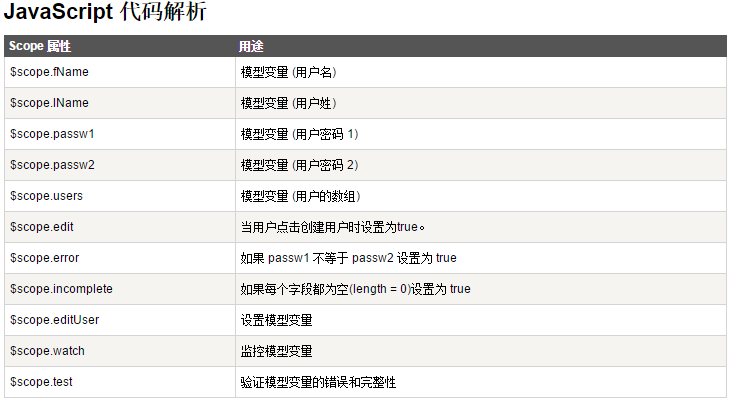 JavaScript 代码解析
Scope 属性 用途
$scope.fName 模型变量 (用户名)
$scope.lName 模型变量 (用户姓)
$scope.passw1 模型变量 (用户密码 1)
$scope.passw2 模型变量 (用户密码 2)
$scope.users 模型变量 (用户的数组)
$scope.edit 当用户点击创建用户时设置为true。
$scope.error 如果 passw1 不等于 passw2 设置为 true
$scope.incomplete 如果每个字段都为空(length = 0)设置为 true
$scope.editUser 设置模型变量
$scope.watch 监控模型变量
$scope.test 验证模型变量的错误和完整性